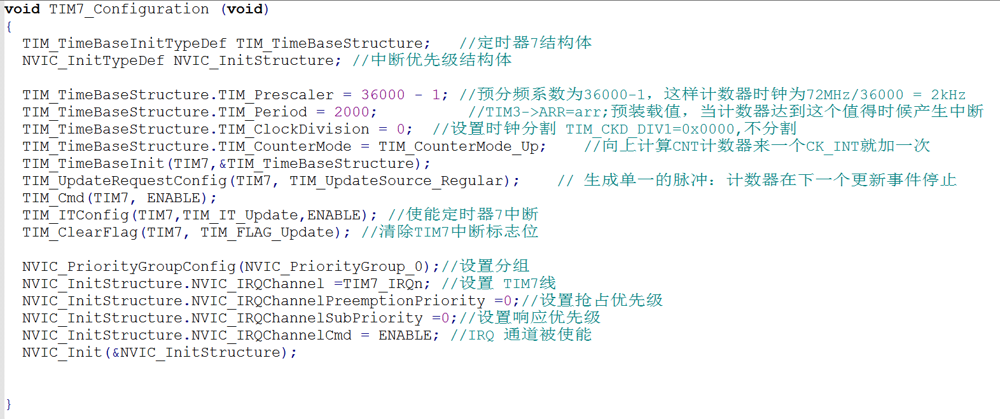 void TIM7_Configuration (void)
{
TIM_TimeBaseInitTypeDef TIM_TimeBaseStructure; //定时器7结构体
NVIC_InitTypeDef NVIC_InitStructure; //中断优先级结构体
TIM_TimeBaseStructure.TIM_Prescaler = 36000 - 1; //预分频系数为36000-1，这样计数器时钟为72MHz/36000 = 2kHz
TIM_TimeBaseStructure.TIM_Period = 2000; //TIM3->ARR=arr;预装载值，当计数器达到这个值得时候产生中断
TIM_TimeBaseStructure.TIM_ClockDivision = 0; //设置时钟分割 TIM_CKD_DIV1=0x0000,不分割
TIM_TimeBaseStructure.TIM_CounterMode = TIM_CounterMode_Up; //向上计算CNT计数器来一个CK_INT就加一次
TIM_TimeBaseInit(TIM7,&TIM_TimeBaseStructure);
TIM_UpdateRequestConfig(TIM7, TIM_UpdateSource_Regular); // 生成单一的脉冲：计数器在下一个更新事件停止
TIM_Cmd(TIM7, ENABLE);
TIM_ITConfig(TIM7,TIM_IT_Update,ENABLE); //使能定时器7中断
TIM_ClearFlag(TIM7, TIM_FLAG_Update); //清除TIM7中断标志位
NVIC_PriorityGroupConfig(NVIC_PriorityGroup_0);//设置分组
NVIC_InitStructure.NVIC_IRQChannel =TIM7_IRQn; //设置 TIM7线
NVIC_InitStructure.NVIC_IRQChannelPreemptionPriority =0;//设置抢占优先级
NVIC_InitStructure.NVIC_IRQChannelSubPriority =0;//设置响应优先级
NVIC_InitStructure.NVIC_IRQChannelCmd = ENABLE; //IRQ 通道被使能
NVIC_Init(&NVIC_InitStructure);
}